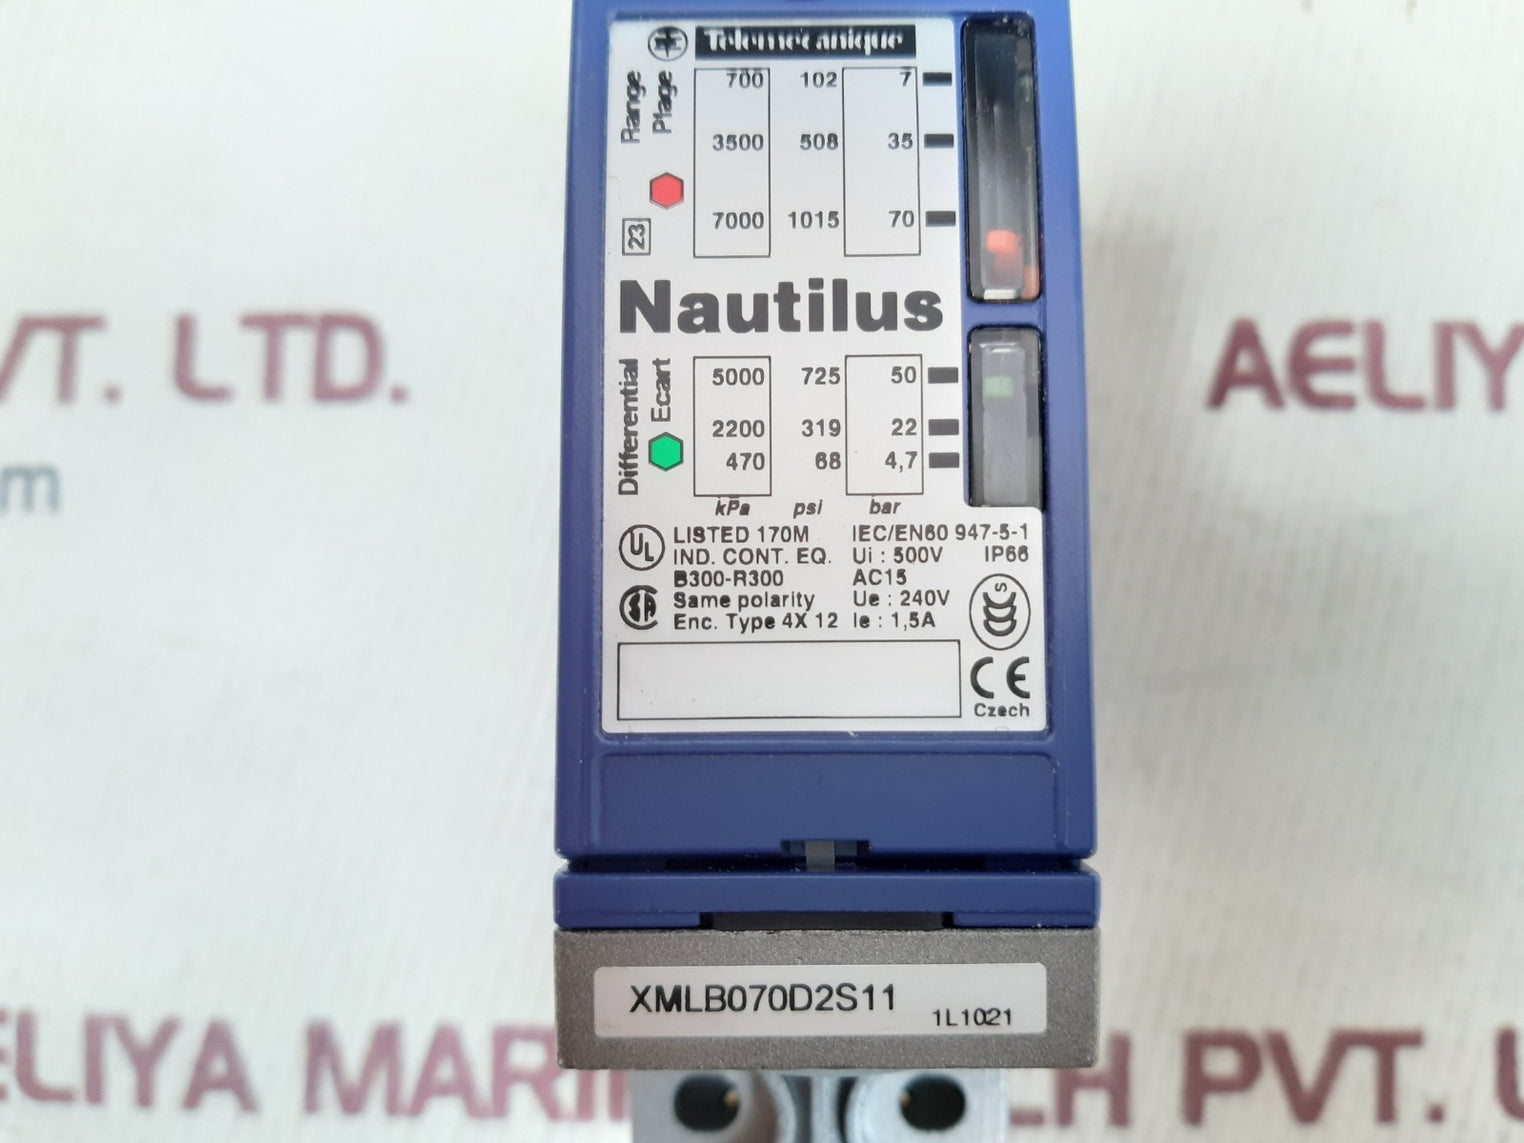 Telemecanique
Range
Plage
700 102 7
3500 508 35
7000 1015 70
23
Nautilus
Differential
Ecart
5000 725 50
2200 319 22
470 68 4,7
kPa psi bar
UL LISTED 170M IEC/EN60 947-5-1
IND. CONT. EQ. Ui : 500V IP66
B300-R300 AC15
SA Same polarity Ue : 240V
Enc. Type 4X 12 Ie : 1,5A
S
CE
Czech
XMLB070D2S11
1L1021
VT. LTD.
m
AELIY
ELIYA MARI
CH PVT.